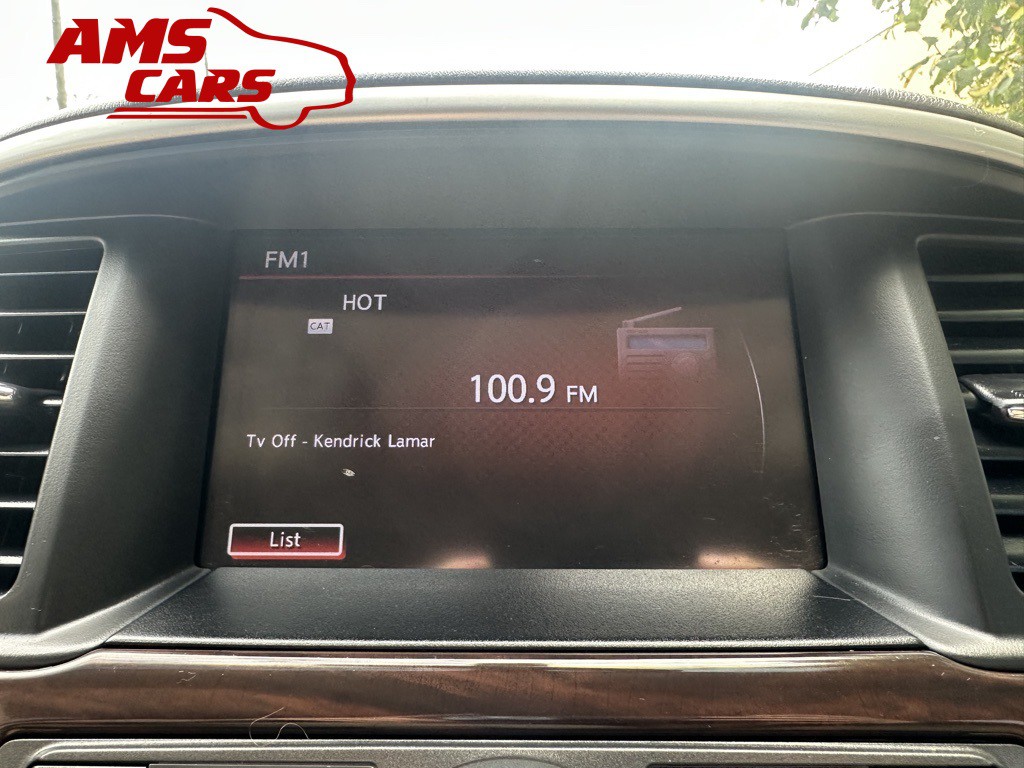 AMS
CARS
FM1
HOT
CAT
100.9 FM
Tv Off - Kendrick Lamar
List